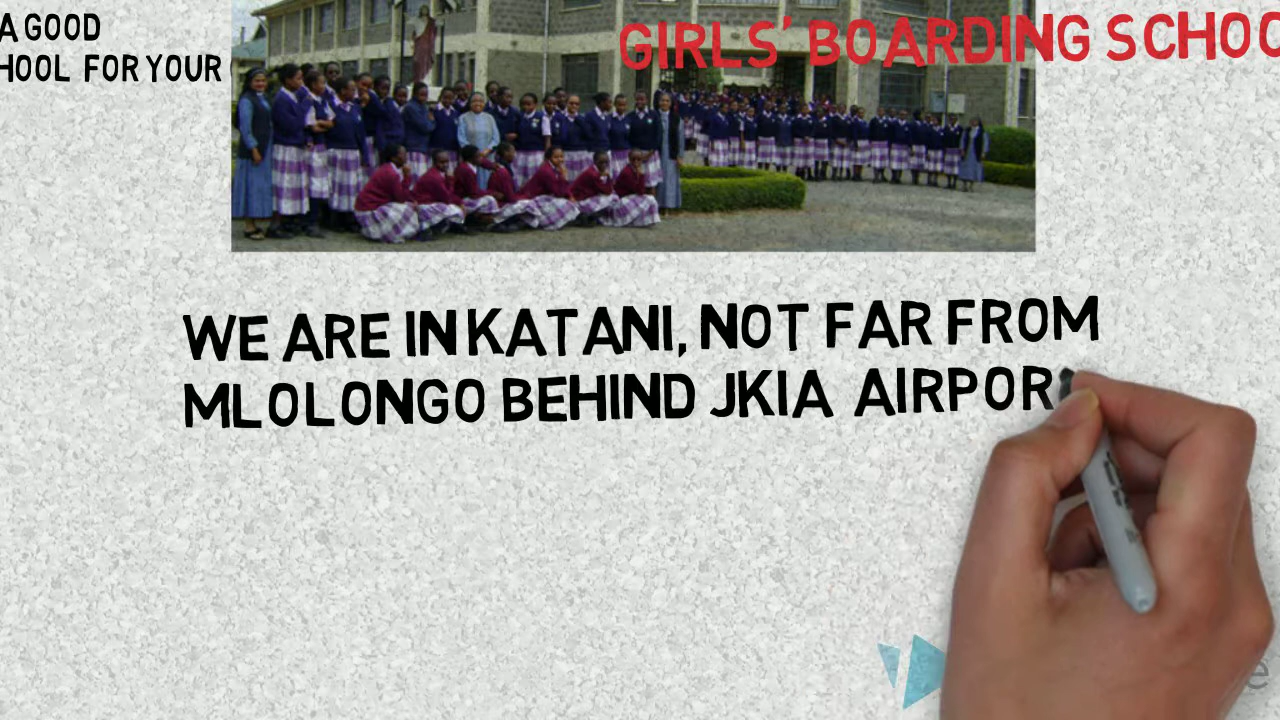 A GOOD
HOOL FOR YOUR
GIRLS' BOARDING SCHOO
WE ARE IN KATANI, NOT FAR FROM
MLOLONGO BEHIND JKIA AIRPOR
e